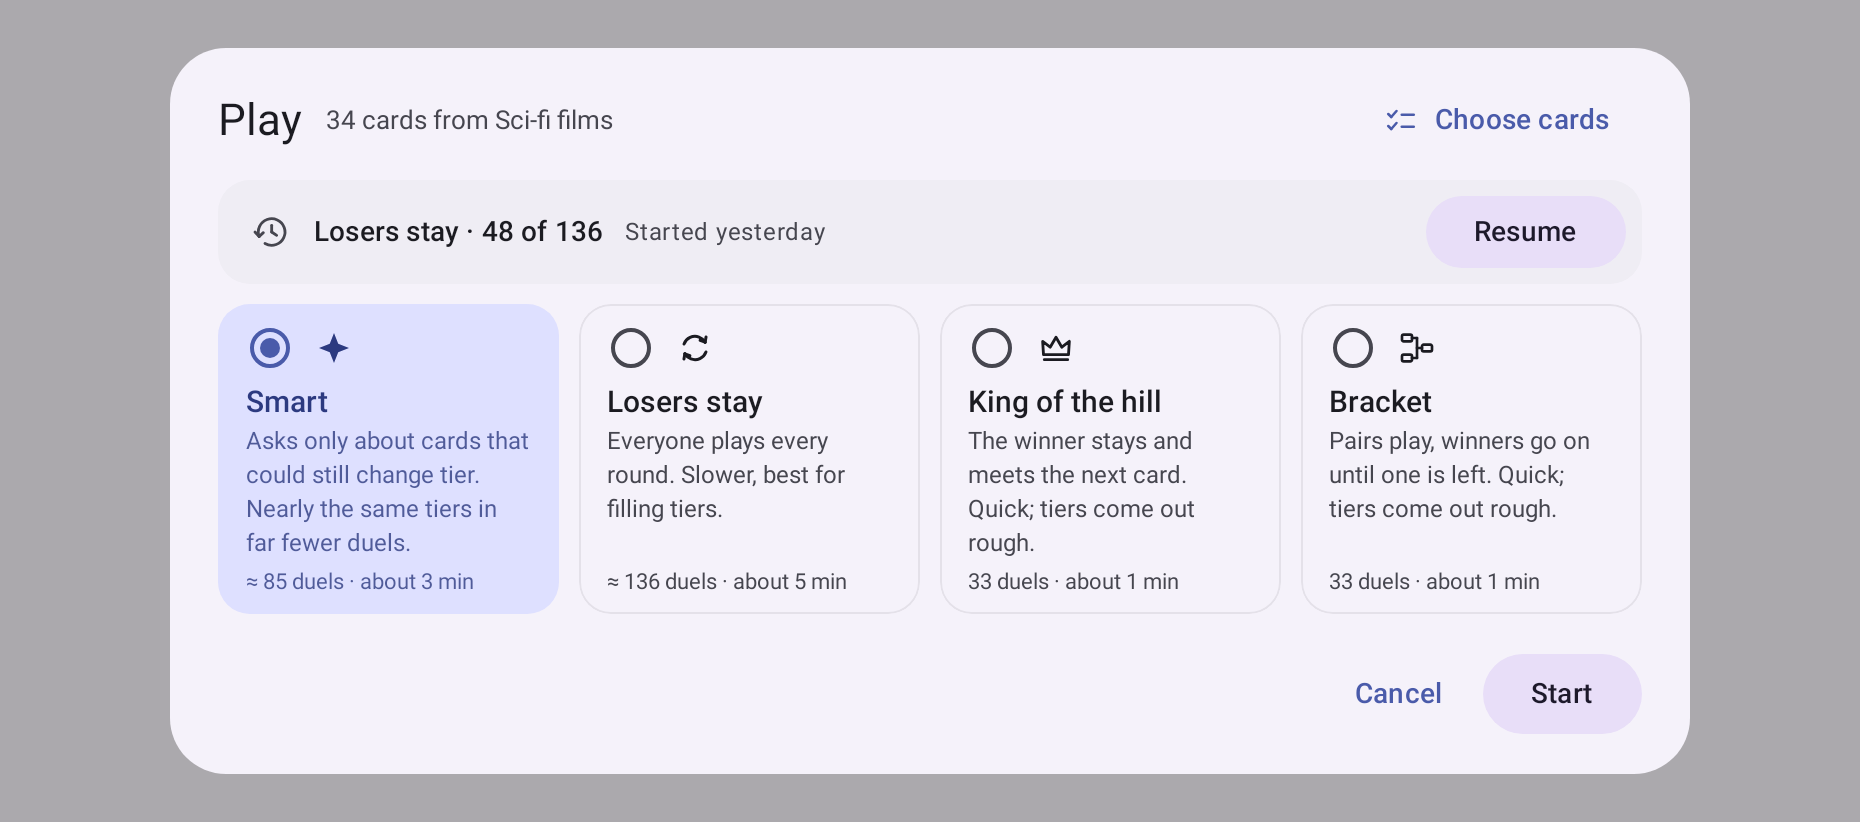 Play 34 cards from Sci-fi films
Choose cards
Losers stay · 48 of 136 Started yesterday
Resume
Smart
Asks only about cards that
could still change tier.
Nearly the same tiers in
far fewer duels.
≈ 85 duels · about 3 min
Losers stay
Everyone plays every
round. Slower, best for
filling tiers.
≈ 136 duels · about 5 min
King of the hill
The winner stays and
meets the next card.
Quick; tiers come out
rough.
33 duels · about 1 min
Bracket
Pairs play, winners go on
until one is left. Quick;
tiers come out rough.
33 duels · about 1 min
Cancel
Start